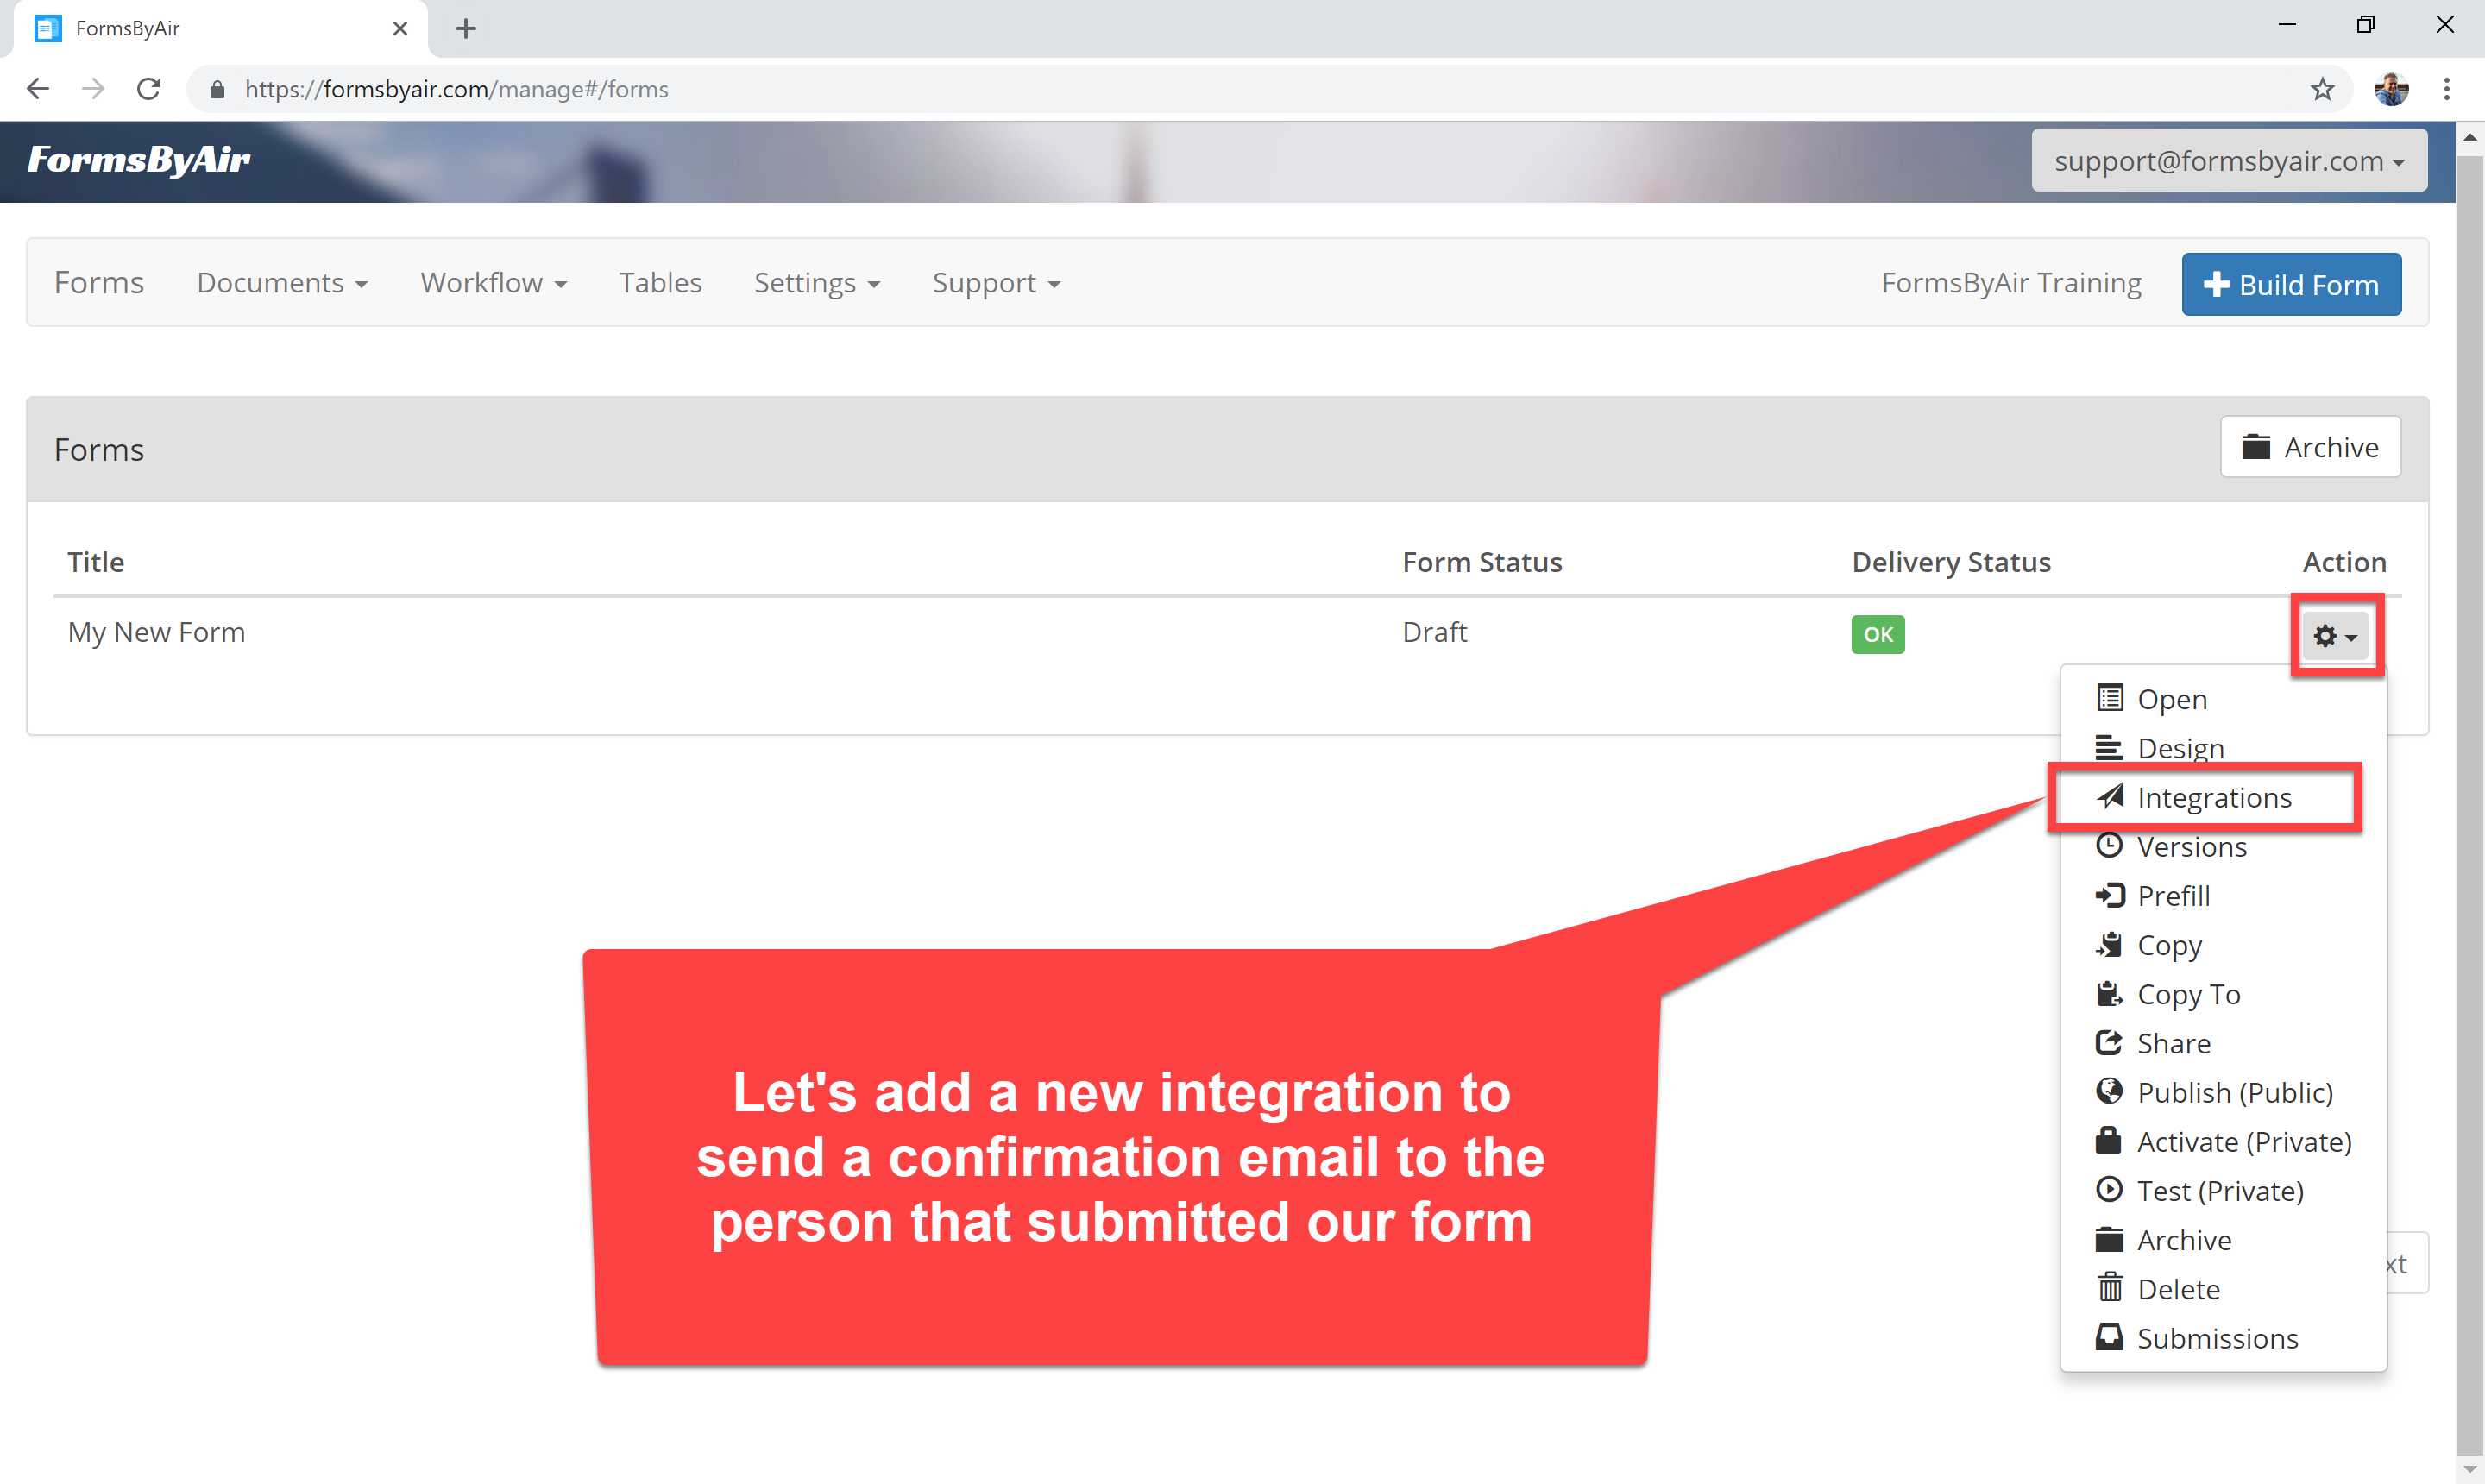 FormsByAir
https://formsbyair.com/manage#/forms
FormsByAir
support@formsbyair.com
Forms Documents Workflow Tables Settings Support FormsByAir Training Build Form
Forms Archive
Title Form Status Delivery Status Action
My New Form Draft OK
Open
Design
Integrations
Versions
Prefill
Copy
Copy To
Share
Publish (Public)
Activate (Private)
Test (Private)
Archive
Delete
Submissions
Let's add a new integration to
send a confirmation email to the
person that submitted our form